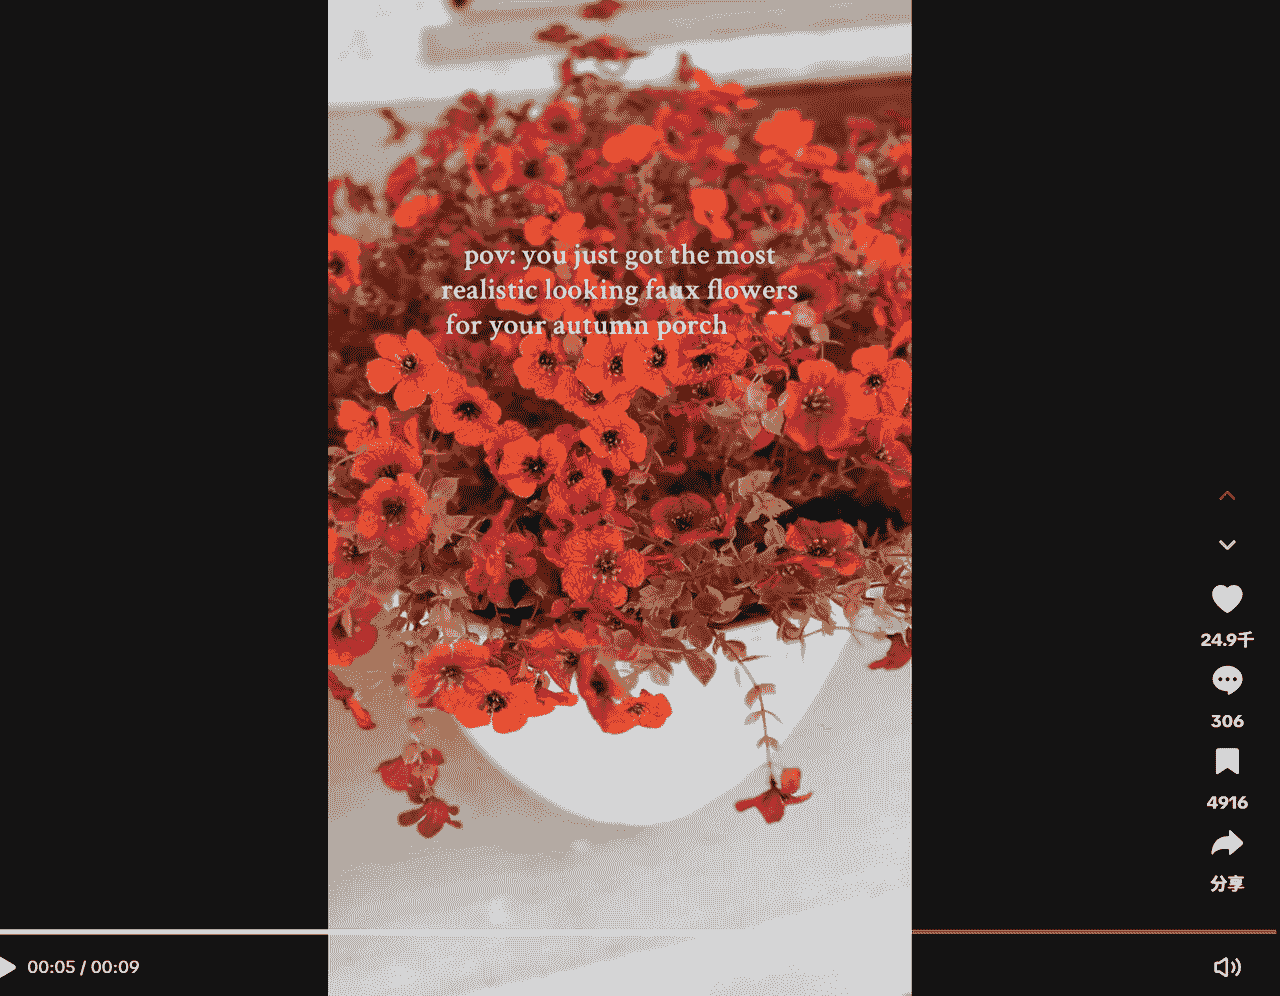 pov: you just got the most
realistic looking faux flowers
for your autumn porch
24.9千
306
4916
分享
00:05 / 00:09